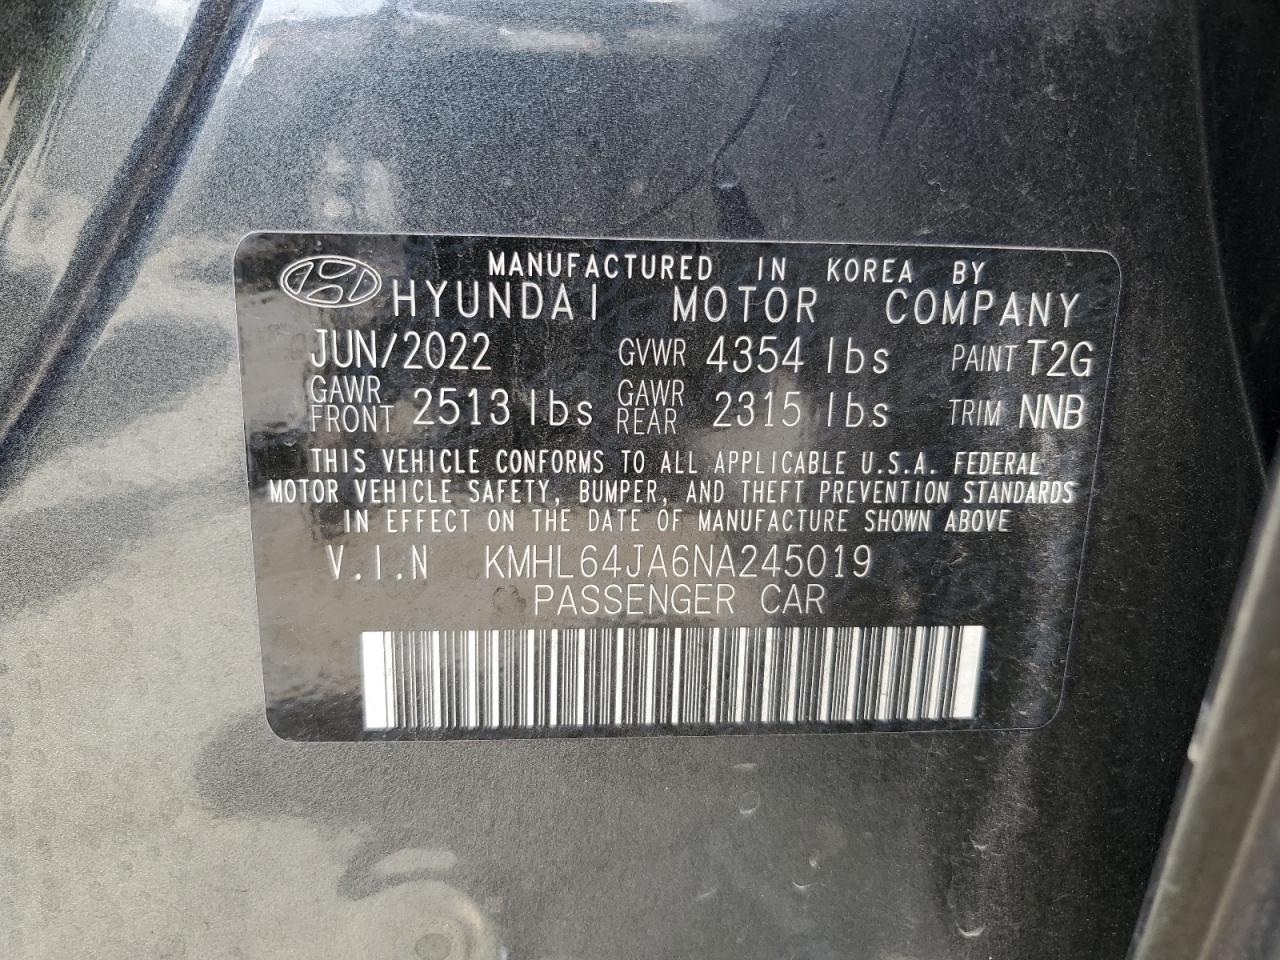 MANUFACTURED IN KOREA BY
HYUNDAI MOTOR COMPANY
JUN/2022 GVWR 4354 lbs PAINT T2G
GAWR FRONT 2513 lbs GAWR REAR 2315 lbs TRIM NNB
THIS VEHICLE CONFORMS TO ALL APPLICABLE U.S.A. FEDERAL
MOTOR VEHICLE SAFETY, BUMPER, AND THEFT PREVENTION STANDARDS
IN EFFECT ON THE DATE OF MANUFACTURE SHOWN ABOVE
V.I.N KMHL64JA6NA245019
PASSENGER CAR